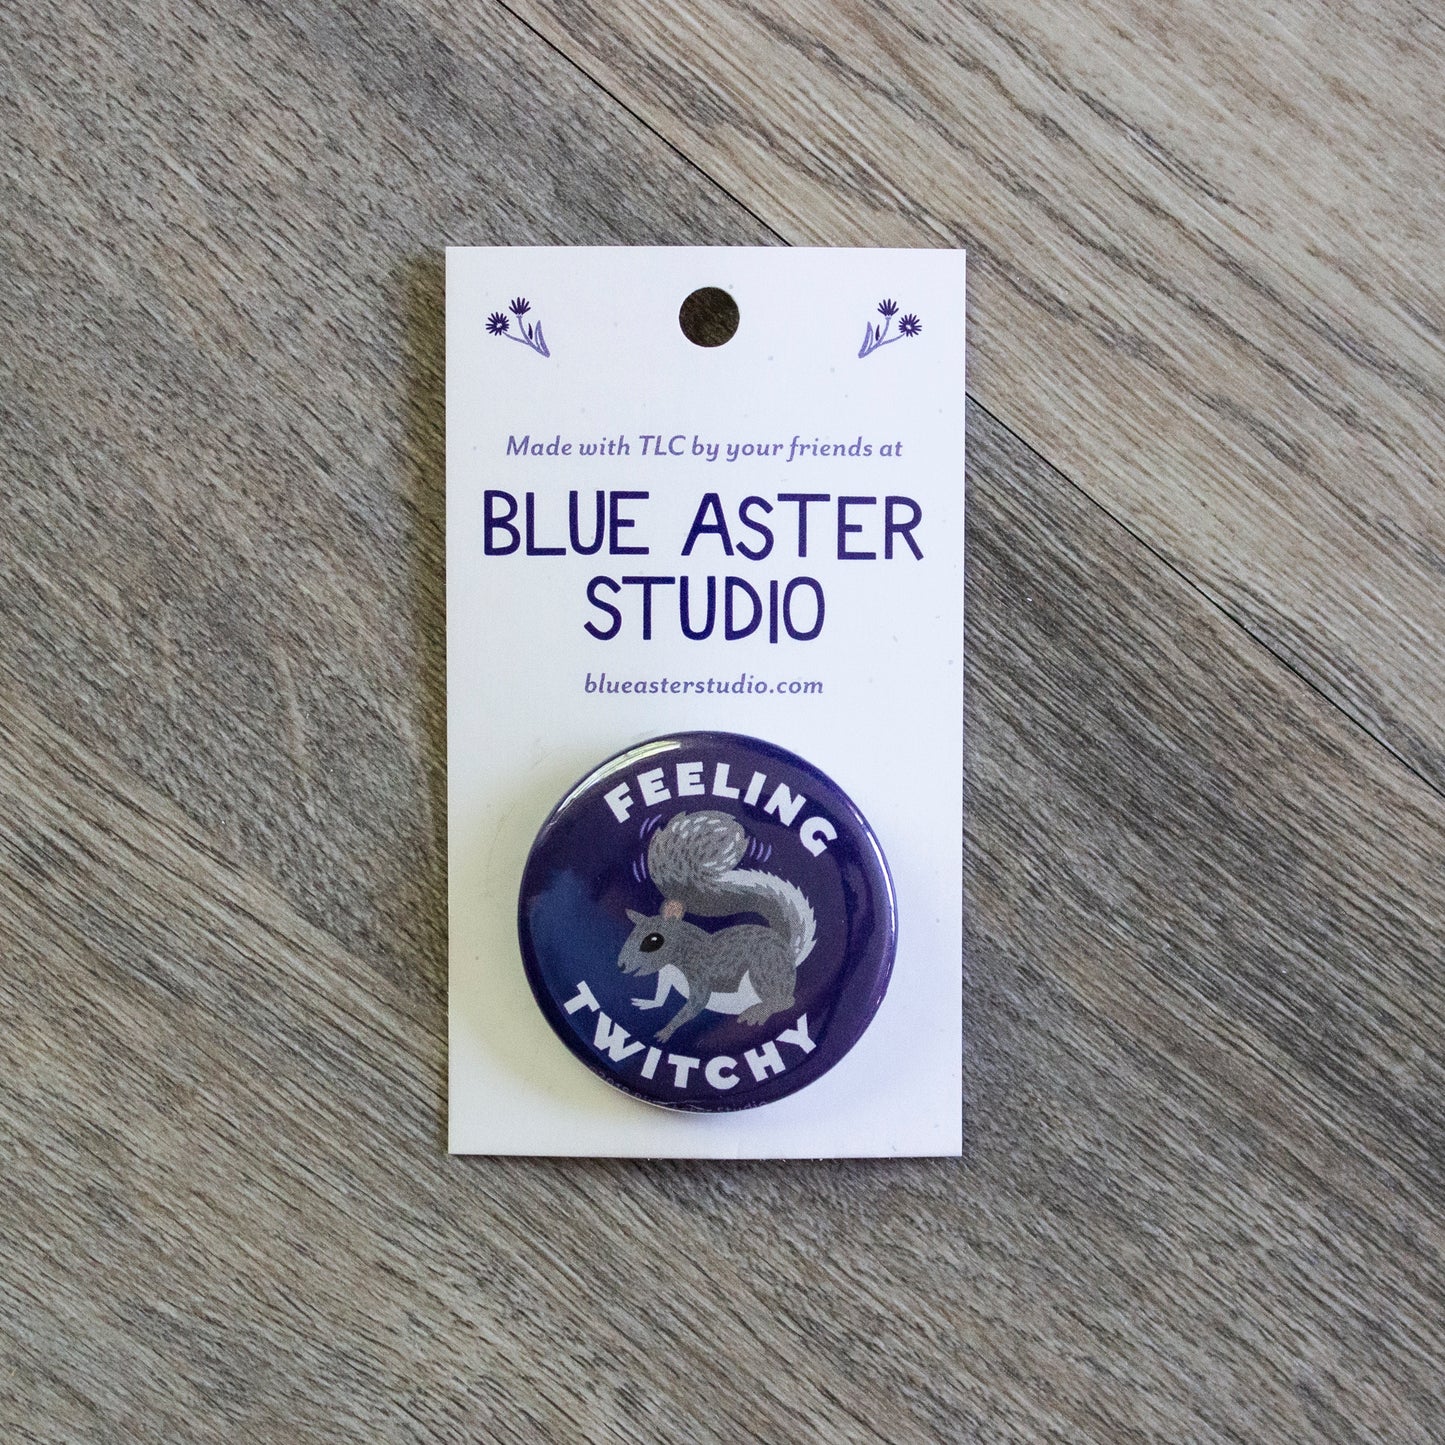 Made with TLC by your friends at
BLUE ASTER
STUDIO
blueasterstudio.com
FEELING
TWITCHY